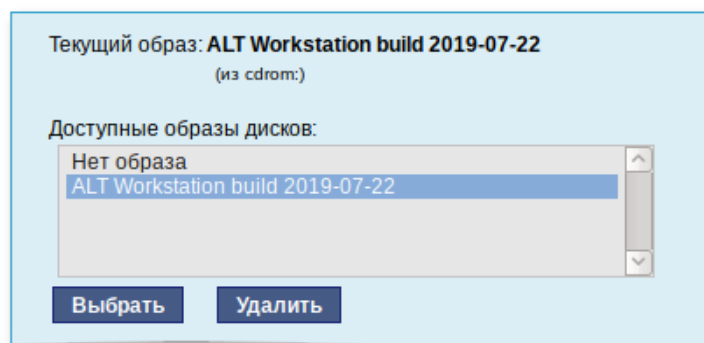 Текущий образ: ALT Workstation build 2019-07-22
(из cdrom:)
Доступные образы дисков:
Нет образа
ALT Workstation build 2019-07-22
Выбрать Удалить